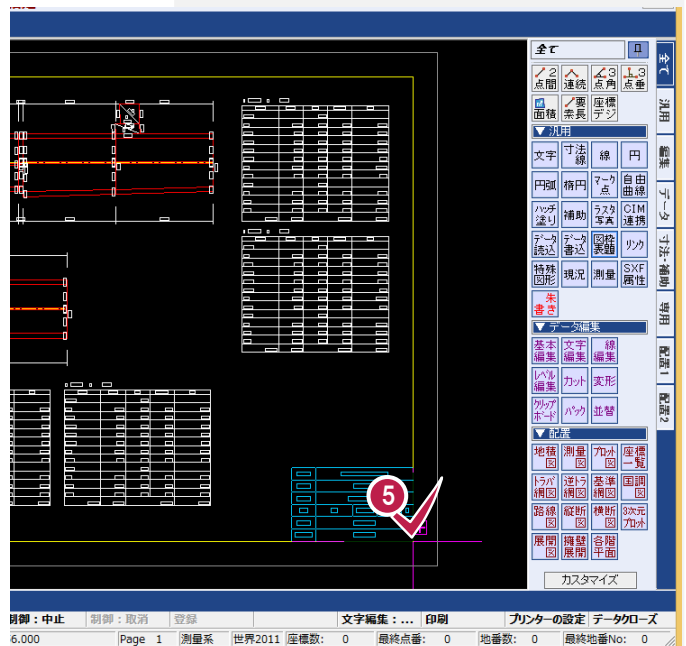 全て
全て
2点間
連続
3点角
3点垂
面積
要素長
座標デジ
汎用
編集
データ
寸法・補助
専用
配置1
配置2
▼ 汎用
文字
寸法線
線
円
円弧
楕円
マーク点
自由曲線
ハッチ塗り
補助
ラスタ写真
CIM連携
データ読込
データ書込
図枠表題
リンク
特殊図形
現況
測量
SXF属性
朱書き
▼ データ編集
基本編集
文字編集
線編集
レベル編集
カット
変形
クリップボード
パック
並替
▼ 配置
地積図
測量図
プロット図
座標一覧
トラバ網図
逆トラ網図
基準網図
国調図
路線図
縦断図
横断図
3次元プロット
展開図
擁壁展開
各階平面
カスタマイズ
5
制御：中止 制御：取消 登録 文字編集：... 印刷 プリンターの設定 データクローズ
6.000 Page 1 測量系 世界2011 座標数: 0 最終点番: 0 地番数: 0 最終地番No: 0